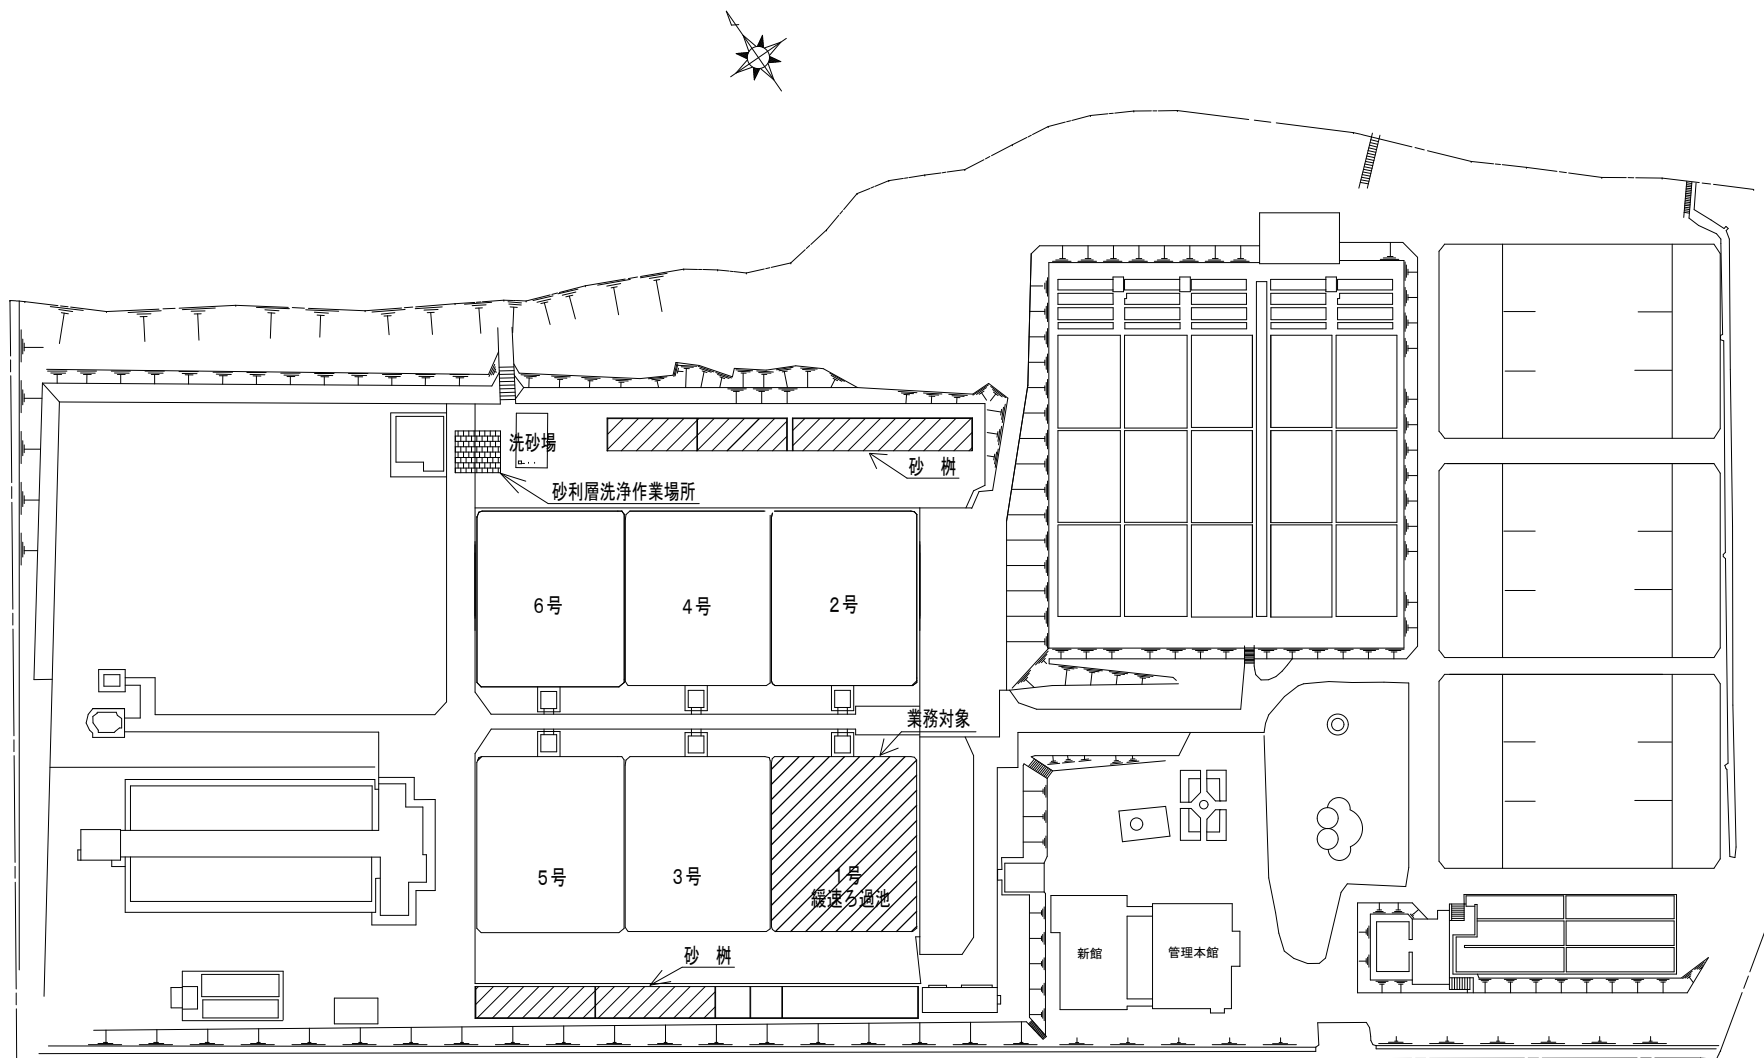 洗砂場
砂 桝
砂利層洗浄作業場所
6号
4号
2号
業務対象
5号
3号
1号
緩速ろ過池
砂 桝
新館
管理本館